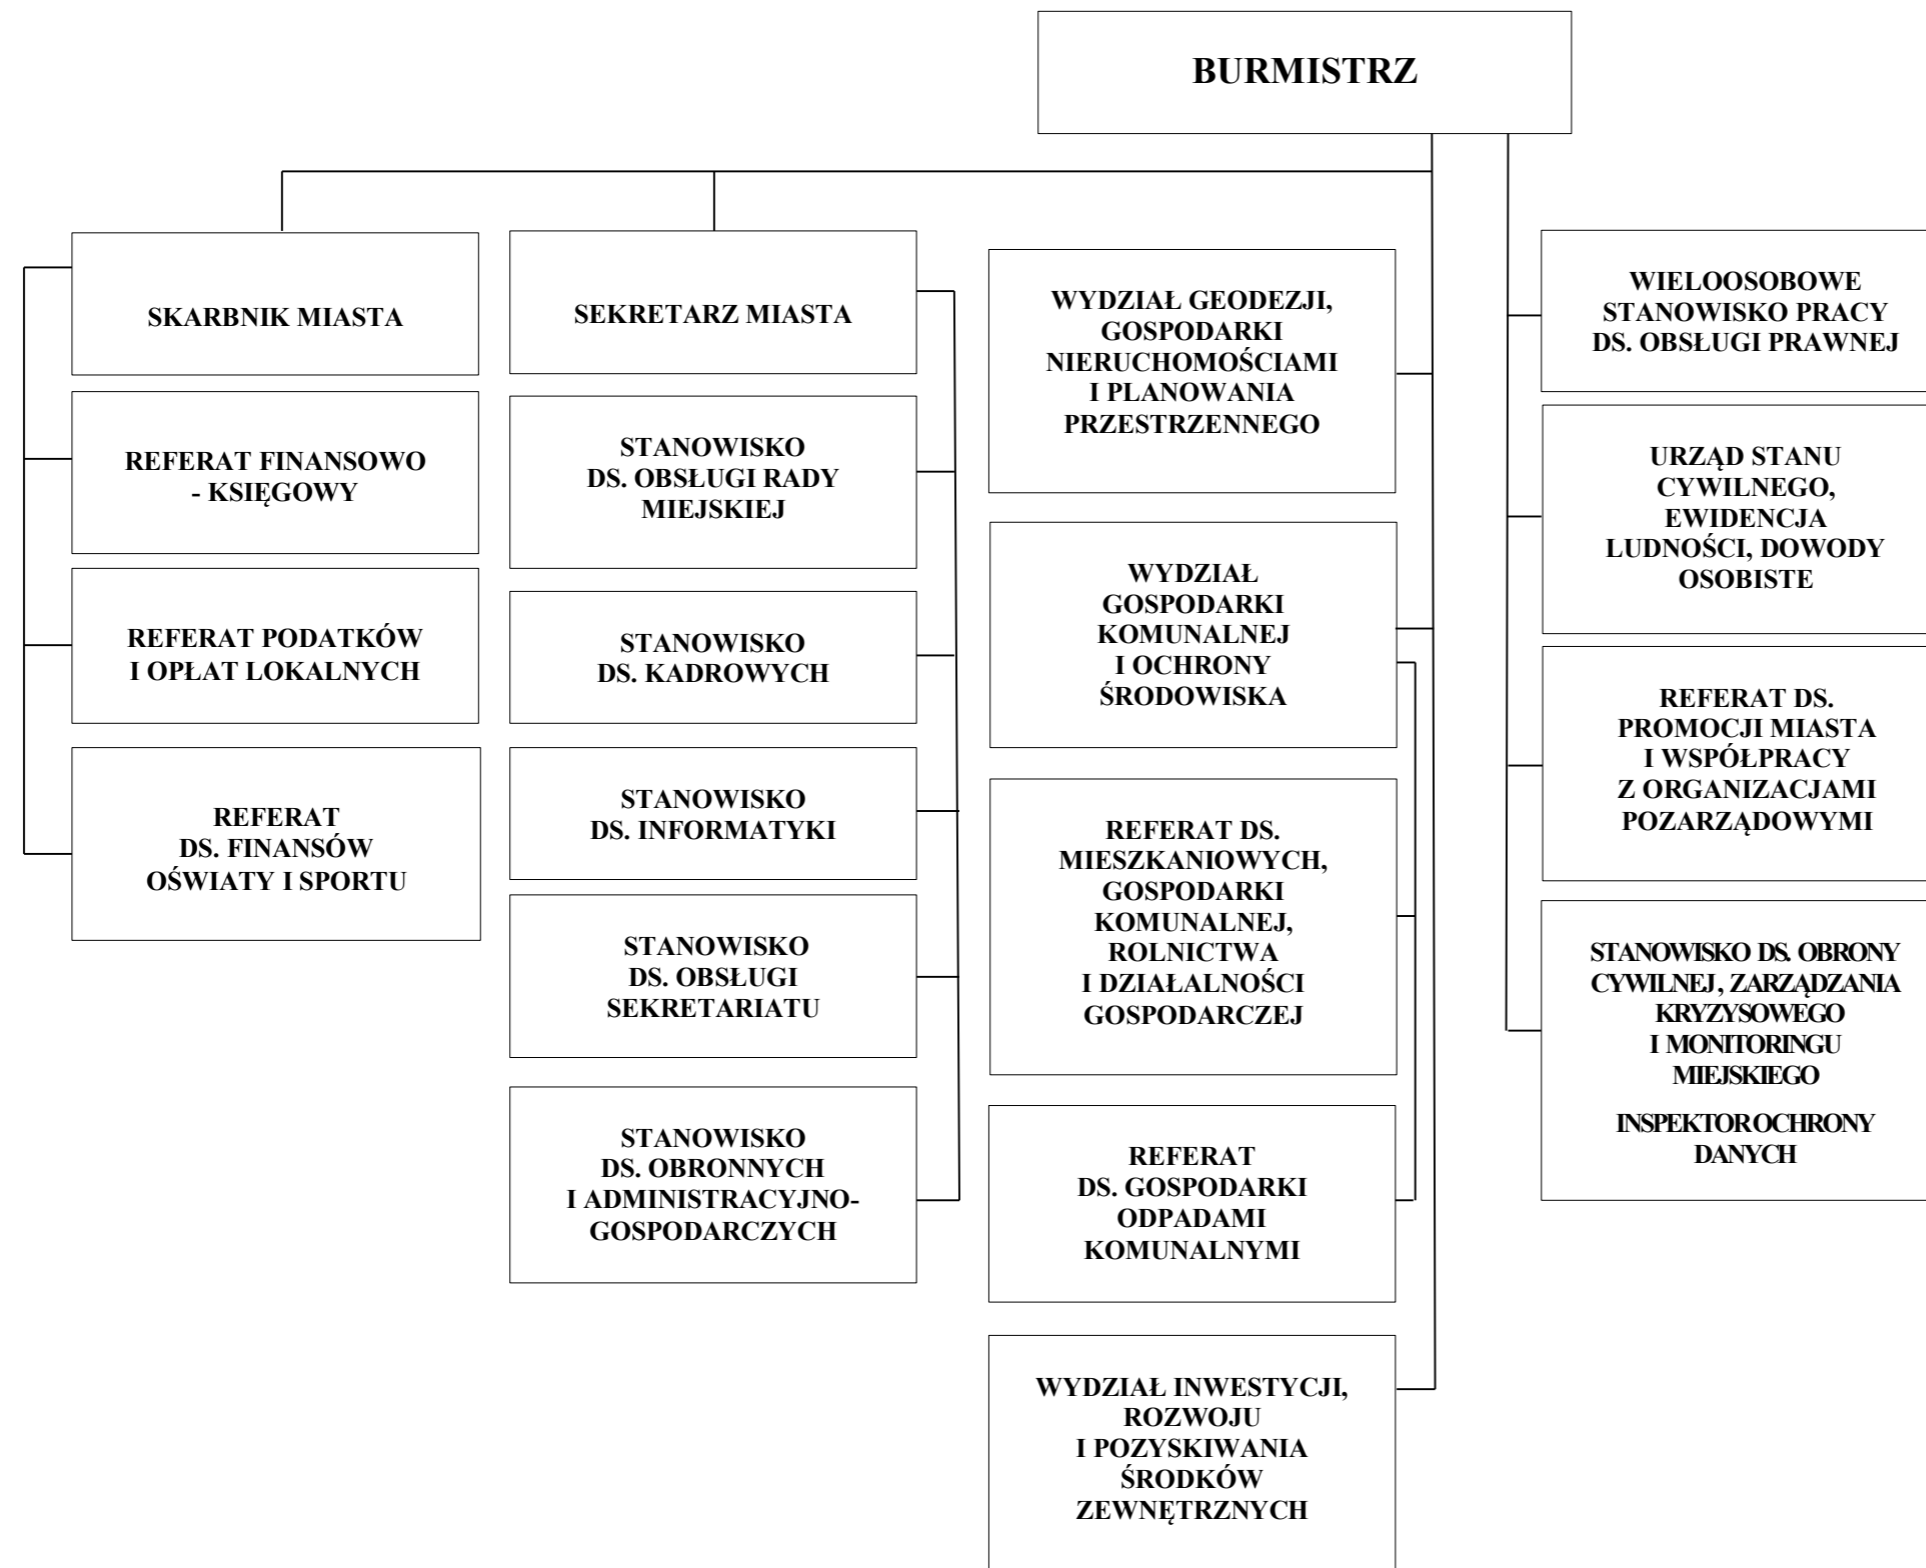 BURMISTRZ
SKARBNIK MIASTA
REFERAT FINANSOWO
- KSIĘGOWY
REFERAT PODATKÓW
I OPŁAT LOKALNYCH
REFERAT
DS. FINANSÓW
OŚWIATY I SPORTU
SEKRETARZ MIASTA
STANOWISKO
DS. OBSŁUGI RADY
MIEJSKIEJ
STANOWISKO
DS. KADROWYCH
STANOWISKO
DS. INFORMATYKI
STANOWISKO
DS. OBSŁUGI
SEKRETARIATU
STANOWISKO
DS. OBRONNYCH
I ADMINISTRACYJNO-
GOSPODARCZYCH
WYDZIAŁ GEODEZJI,
GOSPODARKI
NIERUCHOMOŚCIAMI
I PLANOWANIA
PRZESTRZENNEGO
WYDZIAŁ
GOSPODARKI
KOMUNALNEJ
I OCHRONY
ŚRODOWISKA
REFERAT DS.
MIESZKANIOWYCH,
GOSPODARKI
KOMUNALNEJ,
ROLNICTWA
I DZIAŁALNOŚCI
GOSPODARCZEJ
REFERAT
DS. GOSPODARKI
ODPADAMI
KOMUNALNYMI
WYDZIAŁ INWESTYCJI,
ROZWOJU
I POZYSKIWANIA
ŚRODKÓW
ZEWNĘTRZNYCH
WIELOOSOBOWE
STANOWISKO PRACY
DS. OBSŁUGI PRAWNEJ
URZĄD STANU
CYWILNEGO,
EWIDENCJA
LUDNOŚCI, DOWODY
OSOBISTE
REFERAT DS.
PROMOCJI MIASTA
I WSPÓŁPRACY
Z ORGANIZACJAMI
POZARZĄDOWYMI
STANOWISKO DS. OBRONY
CYWILNEJ, ZARZĄDZANIA
KRYZYSOWEGO
I MONITORINGU
MIEJSKIEGO
INSPEKTOR OCHRONY
DANYCH